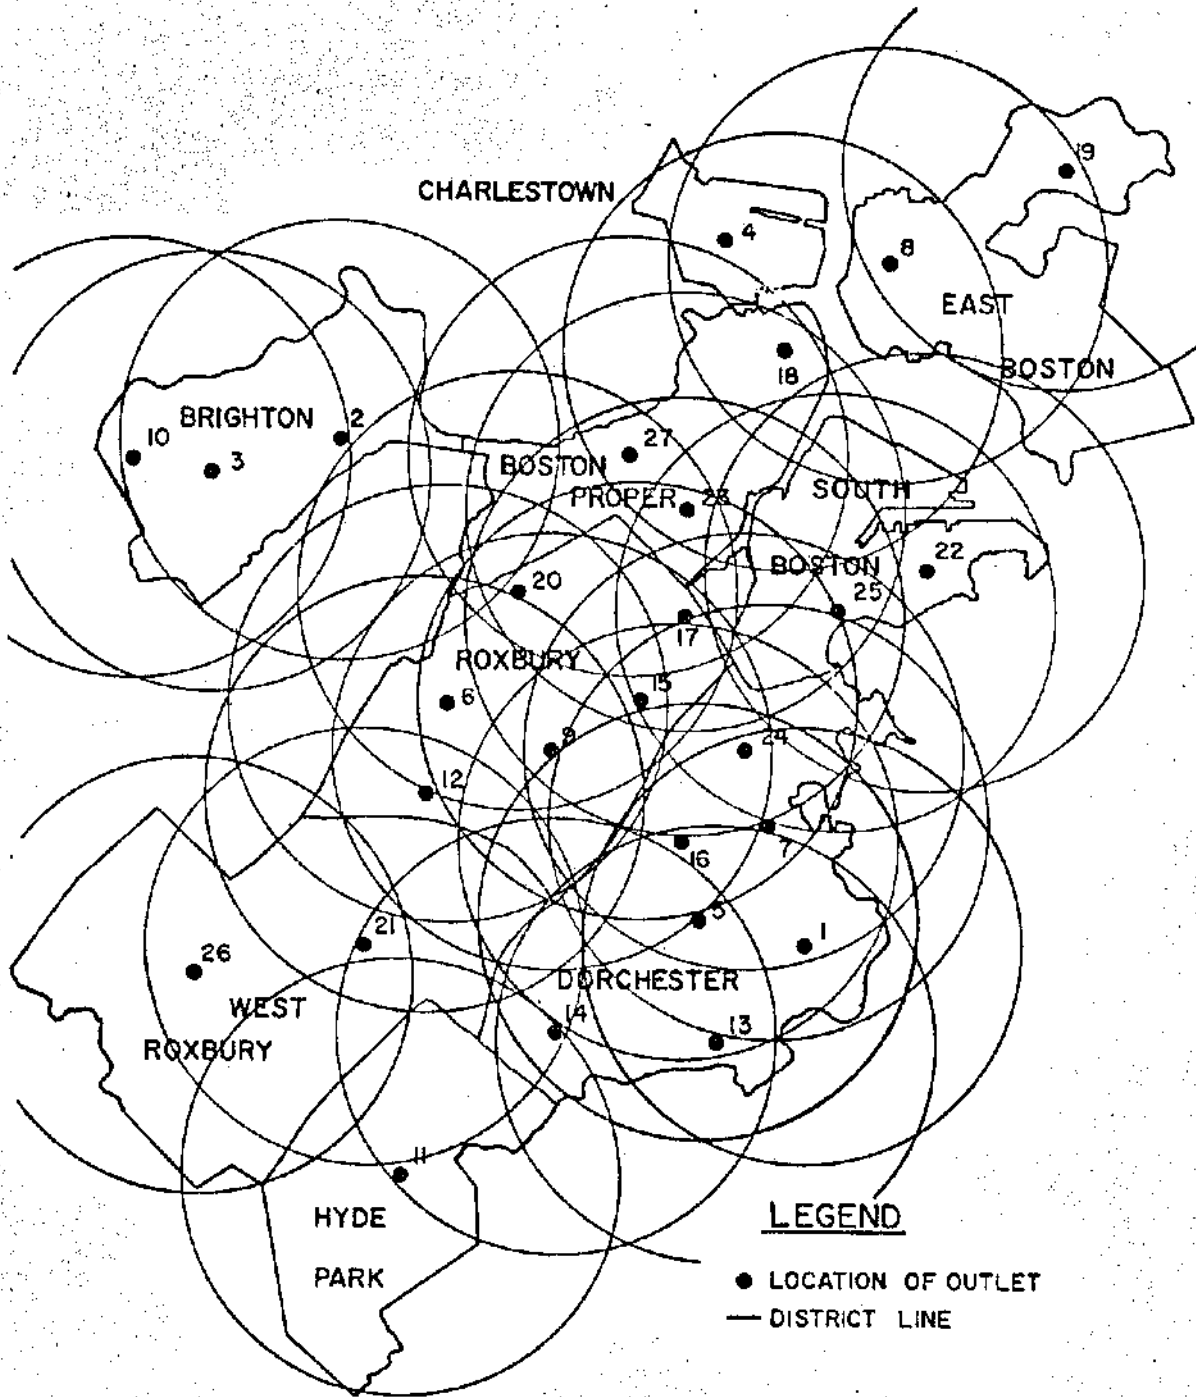 19
CHARLESTOWN
4
8
EAST
18
BOSTON
BRIGHTON
2
10
3
27
BOSTON
PROPER
23
SOUTH
22
BOSTON
20
25
17
ROXBURY
6
15
9
24
12
7
16
5
21
1
26
DORCHESTER
WEST
14
13
ROXBURY
11
HYDE
PARK
LEGEND
LOCATION OF OUTLET
DISTRICT LINE